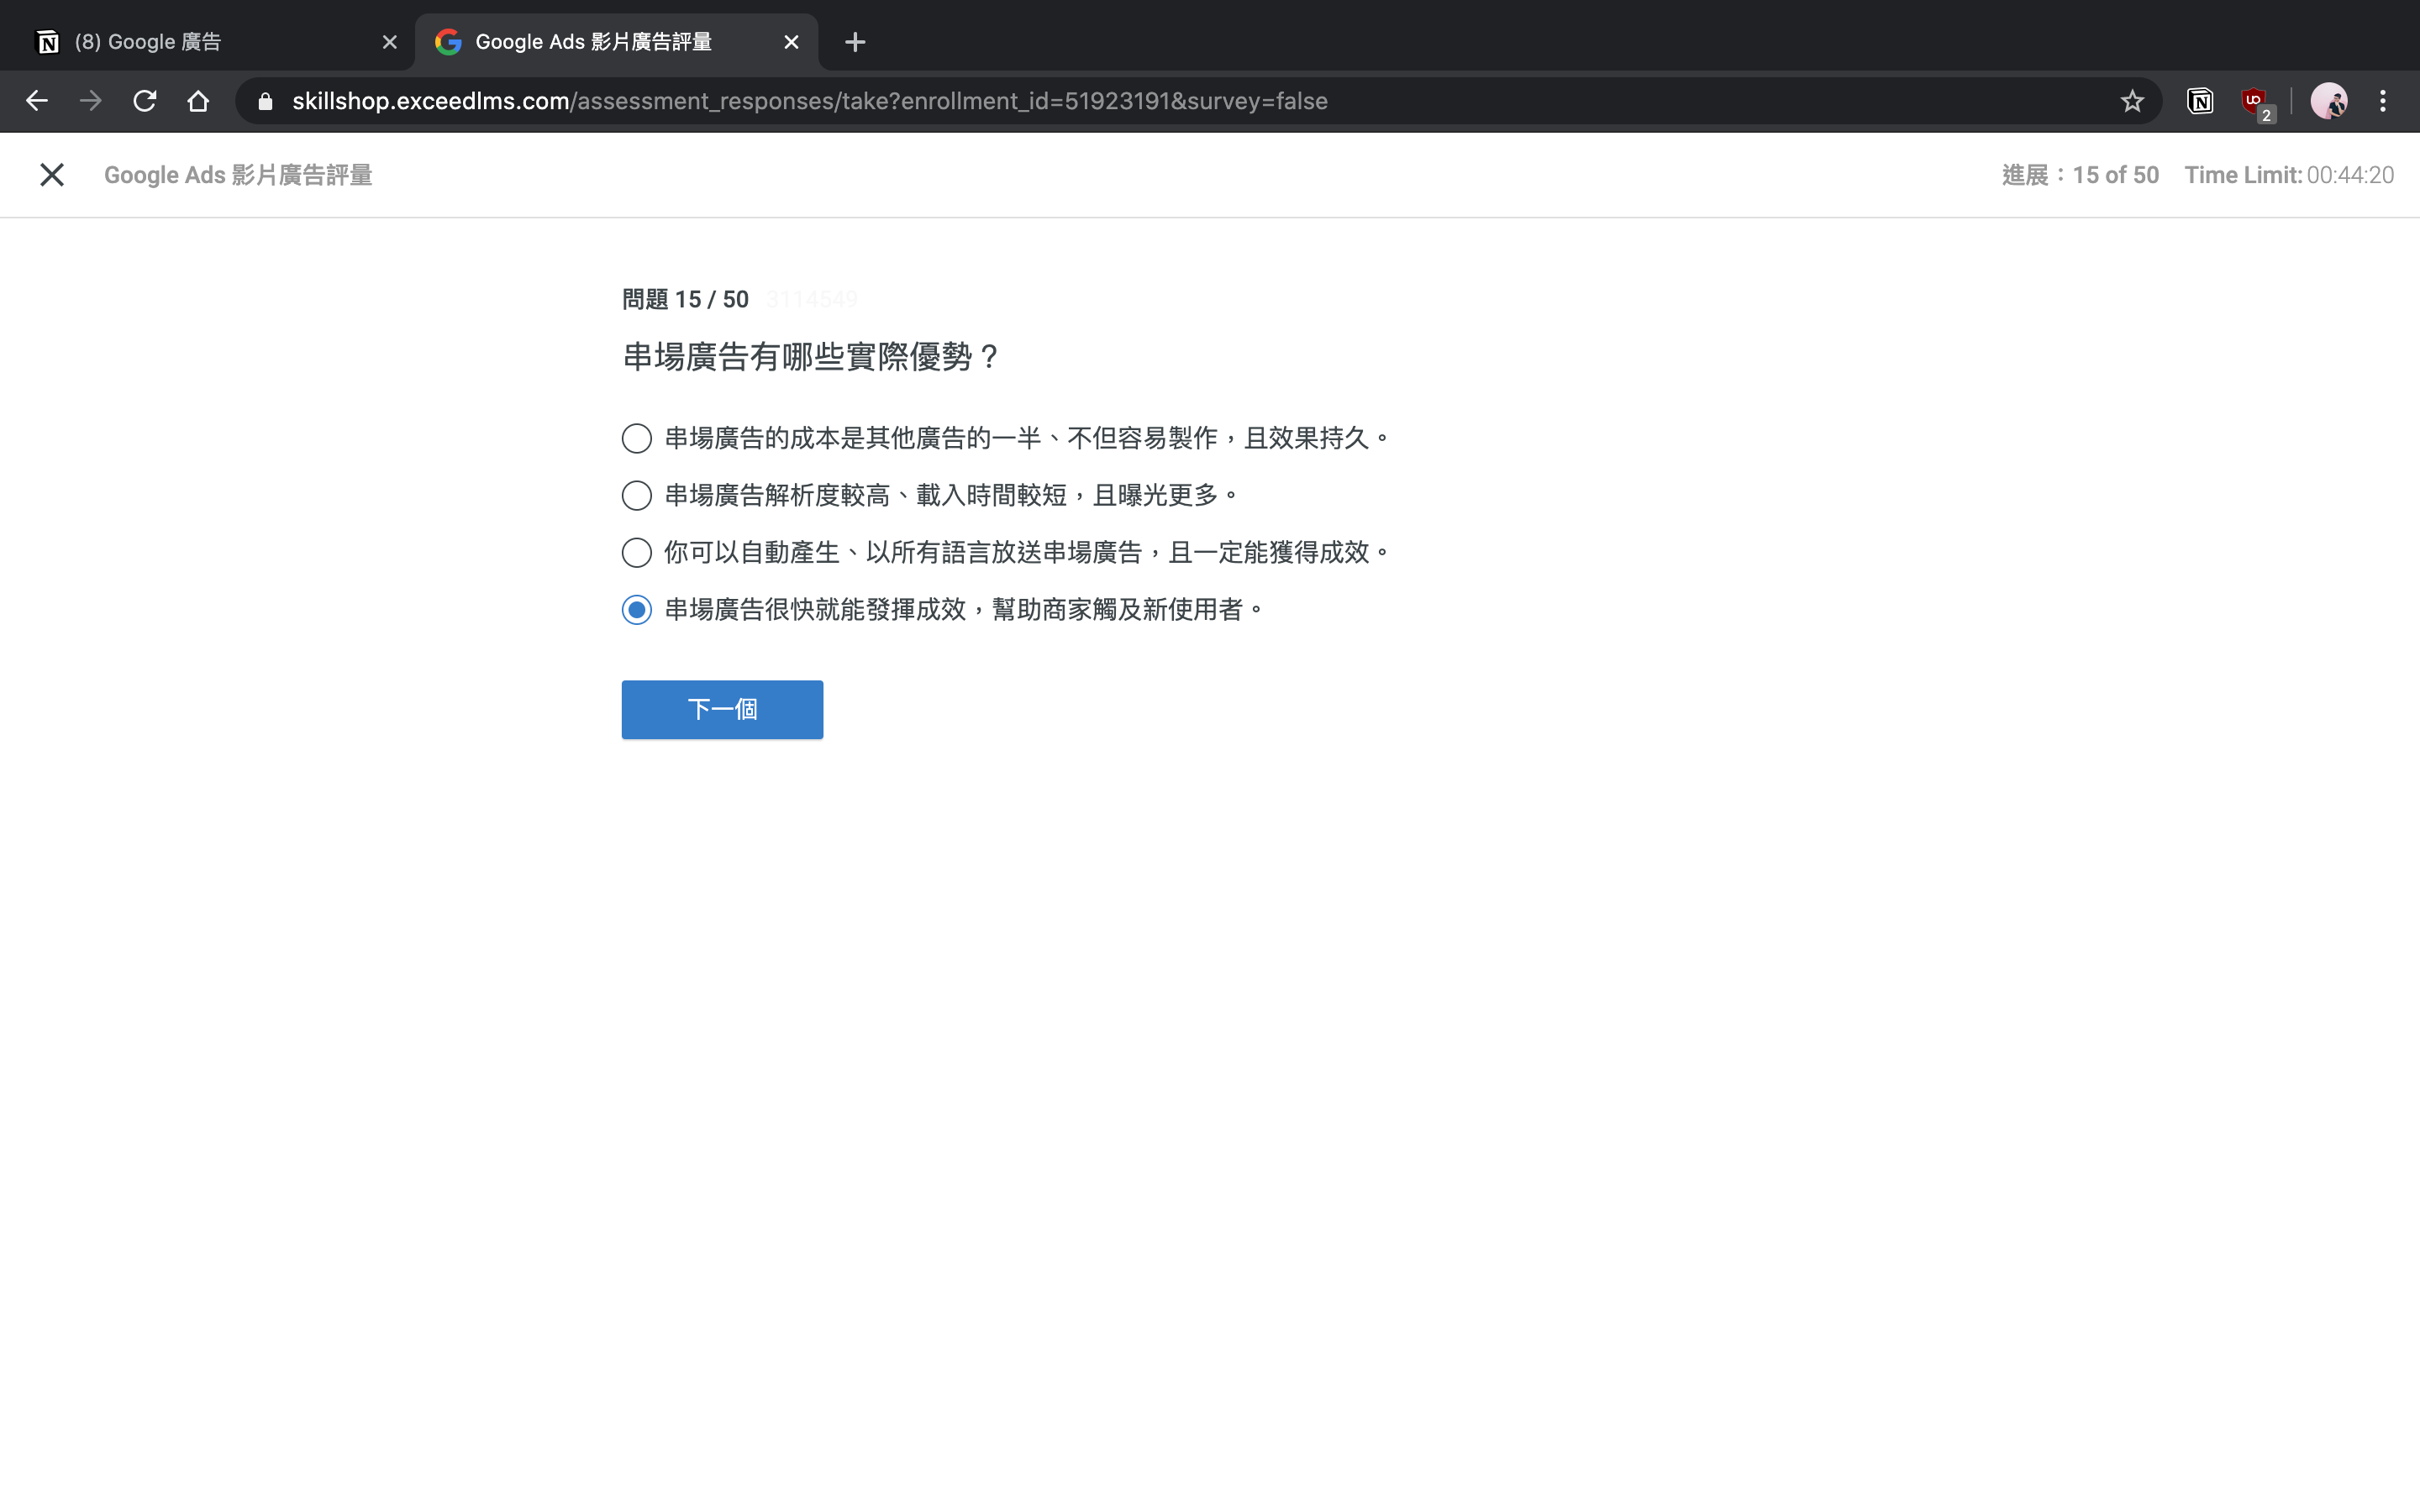 (8) Google 廣告
Google Ads 影片廣告評量
skillshop.exceedlms.com/assessment_responses/take?enrollment_id=51923191&survey=false
2
Google Ads 影片廣告評量
進展：15 of 50 Time Limit: 00:44:20
問題 15 / 50 3114549
串場廣告有哪些實際優勢？
串場廣告的成本是其他廣告的一半、不但容易製作，且效果持久。
串場廣告解析度較高、載入時間較短，且曝光更多。
你可以自動產生、以所有語言放送串場廣告，且一定能獲得成效。
串場廣告很快就能發揮成效，幫助商家觸及新使用者。
下一個